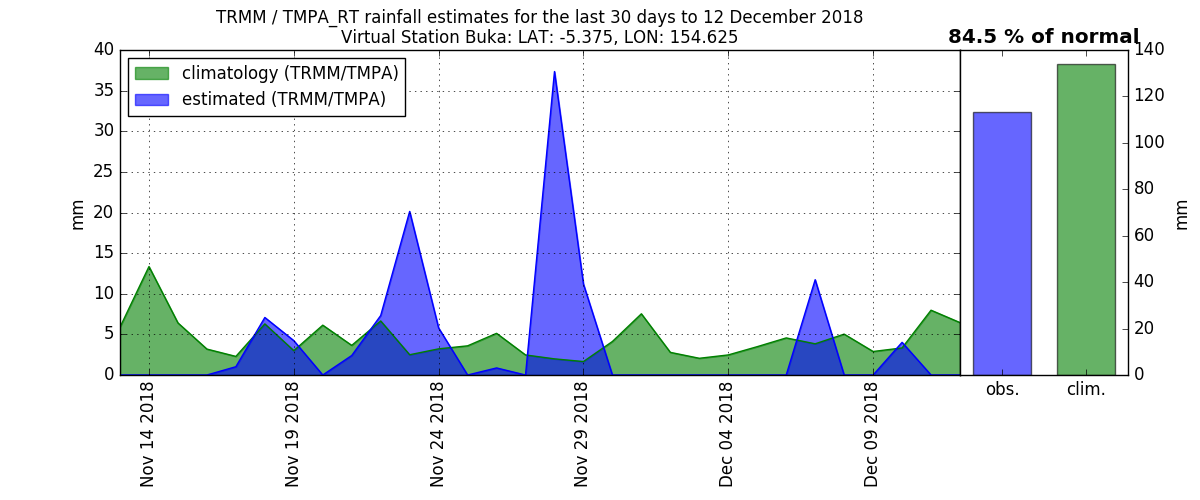 TRMM / TMPA_RT rainfall estimates for the last 30 days to 12 December 2018
Virtual Station Buka: LAT: -5.375, LON: 154.625
84.5 % of normal
climatology (TRMM/TMPA)
estimated (TRMM/TMPA)
40
35
30
25
20
15
10
5
0
mm
Nov 14 2018
Nov 19 2018
Nov 24 2018
Nov 29 2018
Dec 04 2018
Dec 09 2018
140
120
100
80
60
40
20
0
mm
obs.
clim.